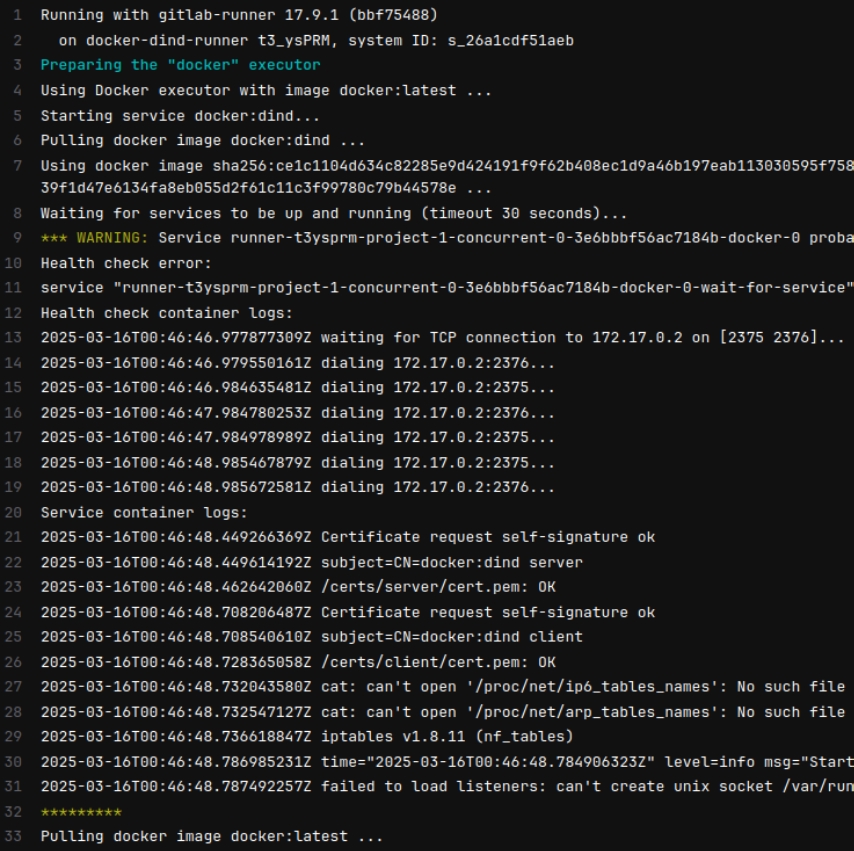 1 Running with gitlab-runner 17.9.1 (bbf75488)
2 on docker-dind-runner t3_ysPRM, system ID: s_26a1cdf51aeb
3 Preparing the "docker" executor
4 Using Docker executor with image docker:latest ...
5 Starting service docker:dind...
6 Pulling docker image docker:dind ...
7 Using docker image sha256:ce1c1104d634c82285e9d424191f9f62b408ec1d9a46b197eab113030595f758
39f1d47e6134fa8eb055d2f61c11c3f99780c79b44578e ...
8 Waiting for services to be up and running (timeout 30 seconds)...
9 *** WARNING: Service runner-t3ysprm-project-1-concurrent-0-3e6bbbf56ac7184b-docker-0 proba
10 Health check error:
11 service "runner-t3ysprm-project-1-concurrent-0-3e6bbbf56ac7184b-docker-0-wait-for-service"
12 Health check container logs:
13 2025-03-16T00:46:46.977877309Z waiting for TCP connection to 172.17.0.2 on [2375 2376]...
14 2025-03-16T00:46:46.979550161Z dialing 172.17.0.2:2376...
15 2025-03-16T00:46:46.984635481Z dialing 172.17.0.2:2375...
16 2025-03-16T00:46:47.984780253Z dialing 172.17.0.2:2376...
17 2025-03-16T00:46:47.984978989Z dialing 172.17.0.2:2375...
18 2025-03-16T00:46:48.985467879Z dialing 172.17.0.2:2375...
19 2025-03-16T00:46:48.985672581Z dialing 172.17.0.2:2376...
20 Service container logs:
21 2025-03-16T00:46:48.449266369Z Certificate request self-signature ok
22 2025-03-16T00:46:48.449614192Z subject=CN=docker:dind server
23 2025-03-16T00:46:48.462642060Z /certs/server/cert.pem: OK
24 2025-03-16T00:46:48.708206487Z Certificate request self-signature ok
25 2025-03-16T00:46:48.708540610Z subject=CN=docker:dind client
26 2025-03-16T00:46:48.728365058Z /certs/client/cert.pem: OK
27 2025-03-16T00:46:48.732043580Z cat: can't open '/proc/net/ip6_tables_names': No such file
28 2025-03-16T00:46:48.732547127Z cat: can't open '/proc/net/arp_tables_names': No such file
29 2025-03-16T00:46:48.736618847Z iptables v1.8.11 (nf_tables)
30 2025-03-16T00:46:48.786985231Z time="2025-03-16T00:46:48.784906323Z" level=info msg="Start
31 2025-03-16T00:46:48.787492257Z failed to load listeners: can't create unix socket /var/run
32 *********
33 Pulling docker image docker:latest ...